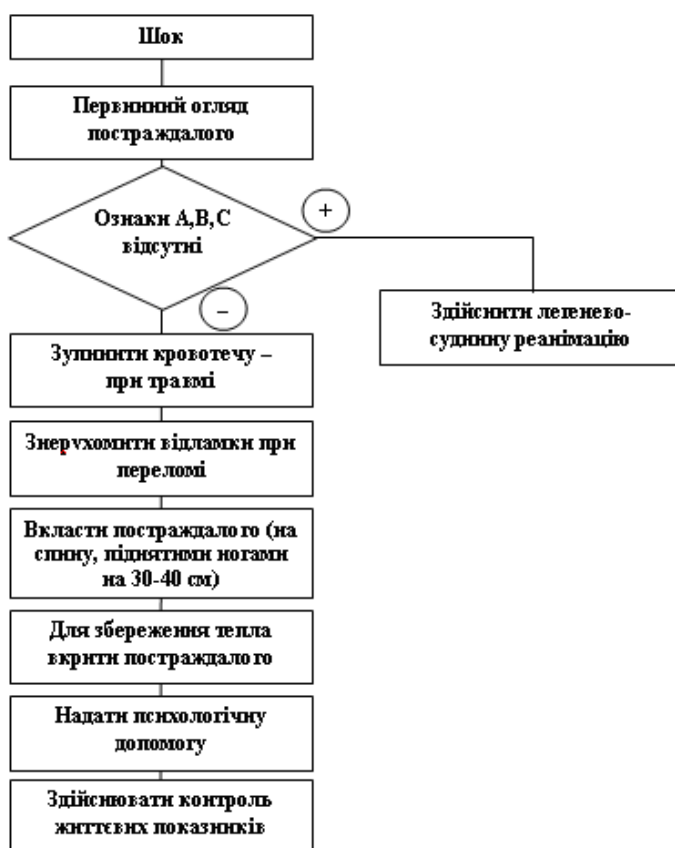 Шок
Первинний огляд
постраждалого
Ознаки А,В,С
відсутні
+
Здійснити легенево-
судинну реанімацію
–
Зупинити кровотечу –
при травмі
Знерухомити відламки при
переломі
Вкласти постраждалого (на
спину, піднятими ногами
на 30-40 см)
Для збереження тепла
вкрити постраждалого
Надати психологічну
допомогу
Здійснювати контроль
життєвих показників